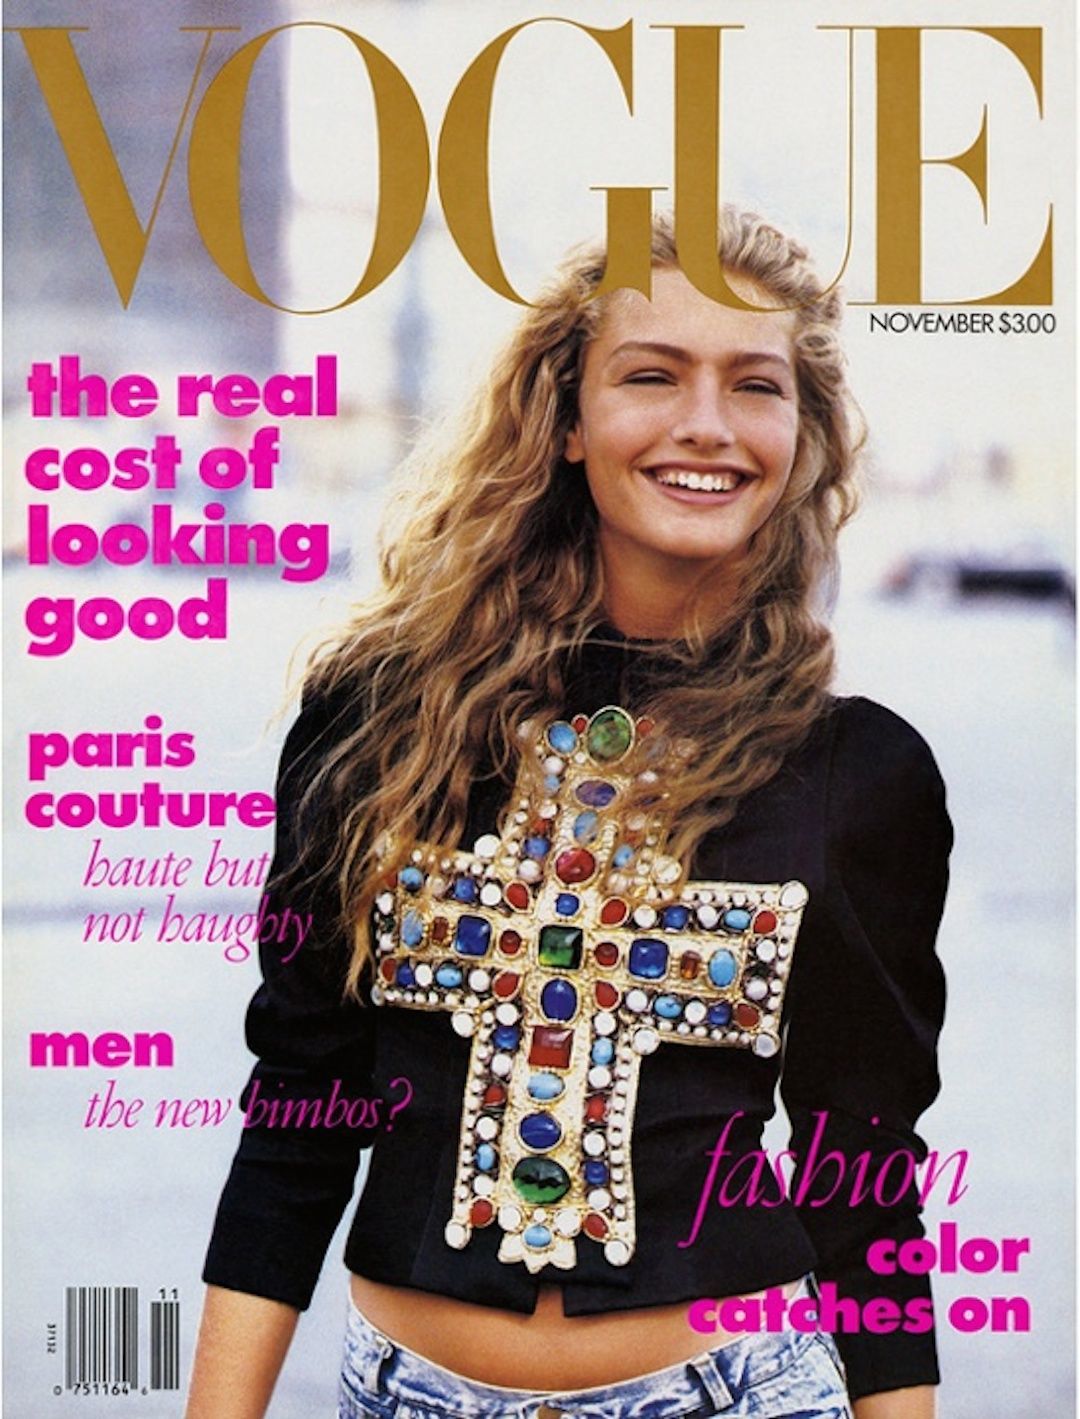 VOGUE
NOVEMBER $3.00
the real
cost of
looking
good
paris
couture
haute but
not haughty
men
the new bimbos?
fashion
color
catches on
11
37132
0 751164 6